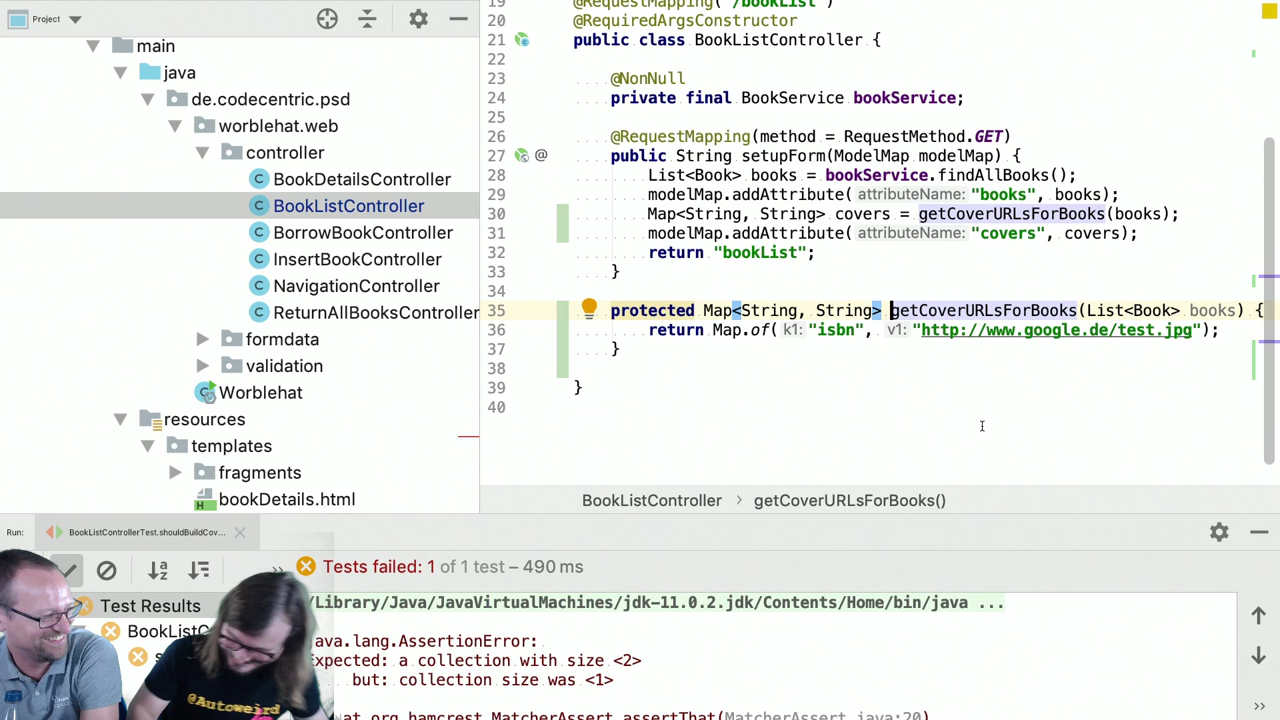 Project
main
java
de.codecentric.psd
worblehat.web
controller
BookDetailsController
BookListController
BorrowBookController
InsertBookController
NavigationController
ReturnAllBooksController
formdata
validation
Worblehat
resources
templates
fragments
bookDetails.html
19 @RequestMapping("/bookList")
20 @RequiredArgsConstructor
21 public class BookListController {
22
23 @NonNull
24 private final BookService bookService;
25
26 @RequestMapping(method = RequestMethod.GET)
27 @ public String setupForm(ModelMap modelMap) {
28 List<Book> books = bookService.findAllBooks();
29 modelMap.addAttribute( attributeName: "books", books);
30 Map<String, String> covers = getCoverURLsForBooks(books);
31 modelMap.addAttribute( attributeName: "covers", covers);
32 return "bookList";
33 }
34
35 protected Map<String, String> getCoverURLsForBooks(List<Book> books) {
36 return Map.of( k1: "isbn", v1: "http://www.google.de/test.jpg");
37 }
38
39 }
40
BookListController > getCoverURLsForBooks()
Run: BookListControllerTest.shouldBuildCov...
>> Tests failed: 1 of 1 test – 490 ms
Test Results
BookListC
s
/Library/Java/JavaVirtualMachines/jdk-11.0.2.jdk/Contents/Home/bin/java ...
java.lang.AssertionError:
Expected: a collection with size <2>
but: collection size was <1>
at org.hamcrest.MatcherAssert.assertThat(MatcherAssert.java:20)
@Autoweird